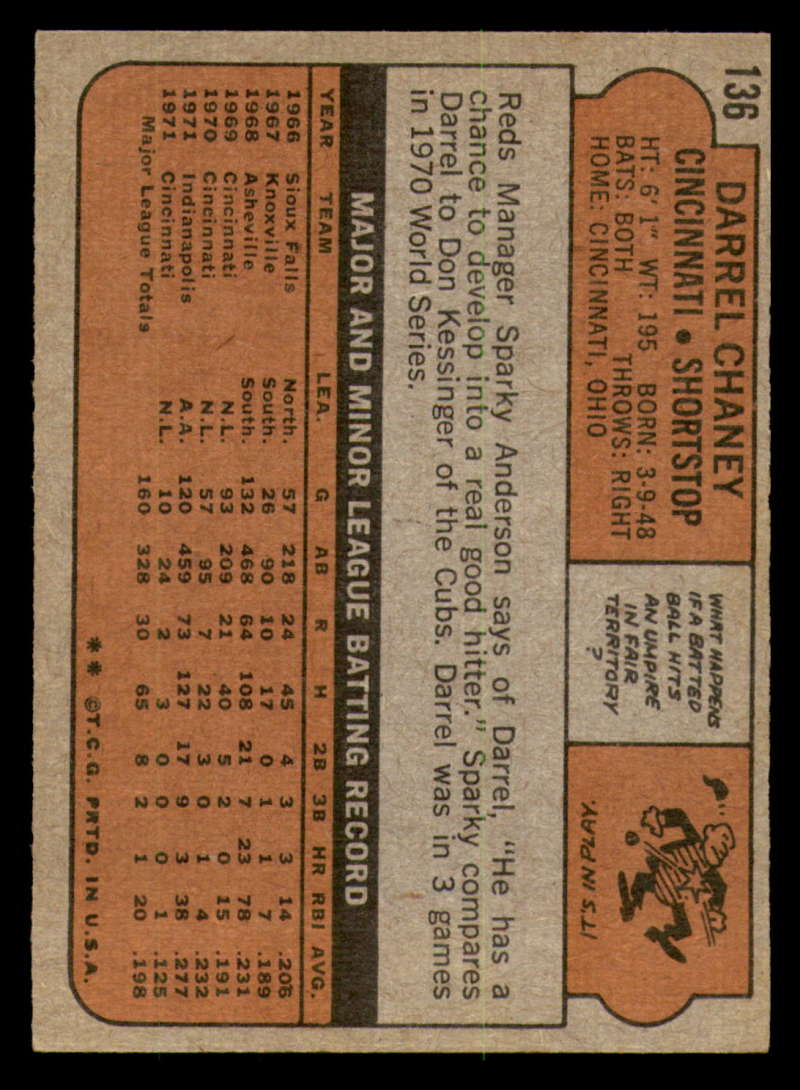 136
DARREL CHANEY
CINCINNATI • SHORTSTOP
HT: 6' 1" WT: 195 BORN: 3-9-48
BATS: BOTH THROWS: RIGHT
HOME: CINCINNATI, OHIO
WHAT HAPPENS
IF A BATTED
BALL HITS
AN UMPIRE
IN FAIR
TERRITORY
?
IT'S IN PLAY.
Reds Manager Sparky Anderson says of Darrel, "He has a
chance to develop into a real good hitter." Sparky compares
Darrel to Don Kessinger of the Cubs. Darrel was in 3 games
in 1970 World Series.
MAJOR AND MINOR LEAGUE BATTING RECORD
YEAR TEAM LEA. G AB R H 2B 3B HR RBI AVG.
1966 Sioux Falls North. 57 218 24 45 4 3 3 14 .206
1967 Knoxville South. 26 90 10 17 0 1 1 7 .189
1968 Asheville South. 132 468 64 108 21 7 23 78 .231
1969 Cincinnati N.L. 93 209 21 40 5 2 0 15 .191
1970 Cincinnati N.L. 57 95 7 22 3 0 1 4 .232
1971 Indianapolis A.A. 120 459 73 127 17 9 3 38 .277
1971 Cincinnati N.L. 10 24 2 3 0 0 0 1 .125
Major League Totals 160 328 30 65 8 2 1 20 .198
** ©T.C.G. PRTD. IN U.S.A.